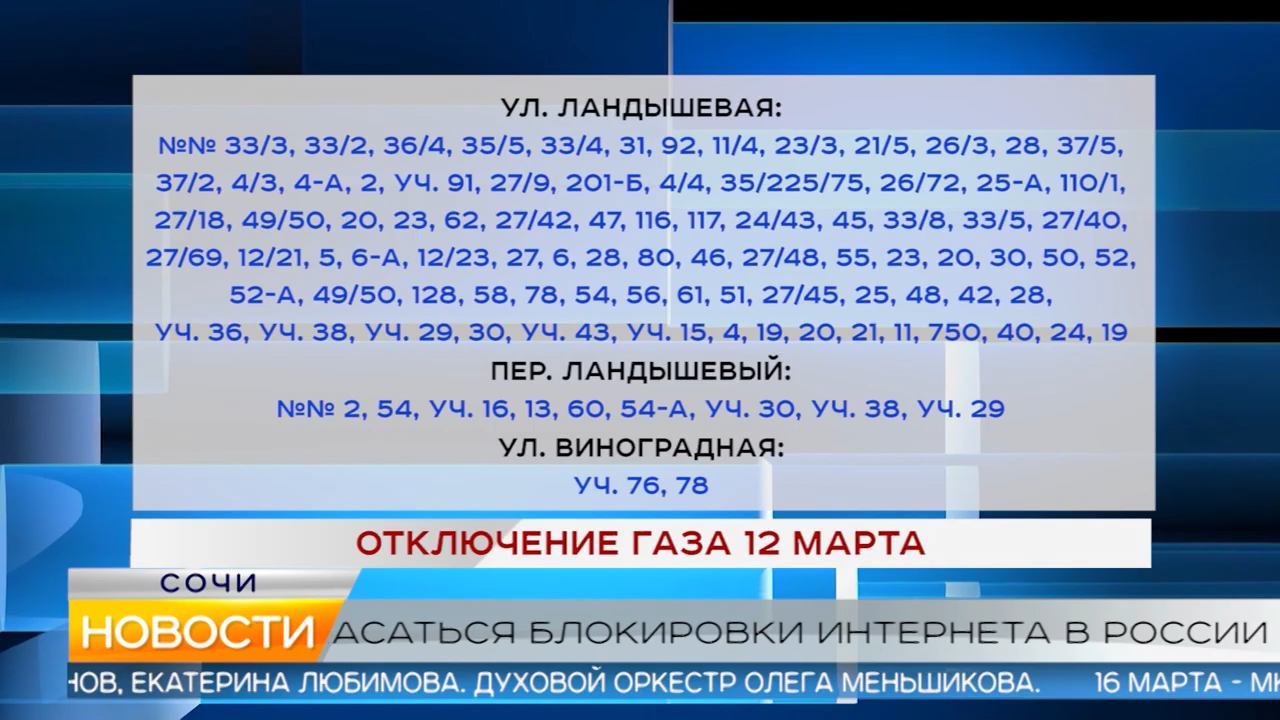 УЛ. ЛАНДЫШЕВАЯ:
№№ 33/3, 33/2, 36/4, 35/5, 33/4, 31, 92, 11/4, 23/3, 21/5, 26/3, 28, 37/5,
37/2, 4/3, 4-А, 2, УЧ. 91, 27/9, 201-Б, 4/4, 35/225/75, 26/72, 25-А, 110/1,
27/18, 49/50, 20, 23, 62, 27/42, 47, 116, 117, 24/43, 45, 33/8, 33/5, 27/40,
27/69, 12/21, 5, 6-А, 12/23, 27, 6, 28, 80, 46, 27/48, 55, 23, 20, 30, 50, 52,
52-А, 49/50, 128, 58, 78, 54, 56, 61, 51, 27/45, 25, 48, 42, 28,
УЧ. 36, УЧ. 38, УЧ. 29, 30, УЧ. 43, УЧ. 15, 4, 19, 20, 21, 11, 750, 40, 24, 19
ПЕР. ЛАНДЫШЕВЫЙ:
№№ 2, 54, УЧ. 16, 13, 60, 54-А, УЧ. 30, УЧ. 38, УЧ. 29
УЛ. ВИНОГРАДНАЯ:
УЧ. 76, 78
ОТКЛЮЧЕНИЕ ГАЗА 12 МАРТА
СОЧИ
НОВОСТИ
АСАТЬСЯ БЛОКИРОВКИ ИНТЕРНЕТА В РОССИИ
НОВ, ЕКАТЕРИНА ЛЮБИМОВА. ДУХОВОЙ ОРКЕСТР ОЛЕГА МЕНЬШИКОВА. 16 МАРТА - МК